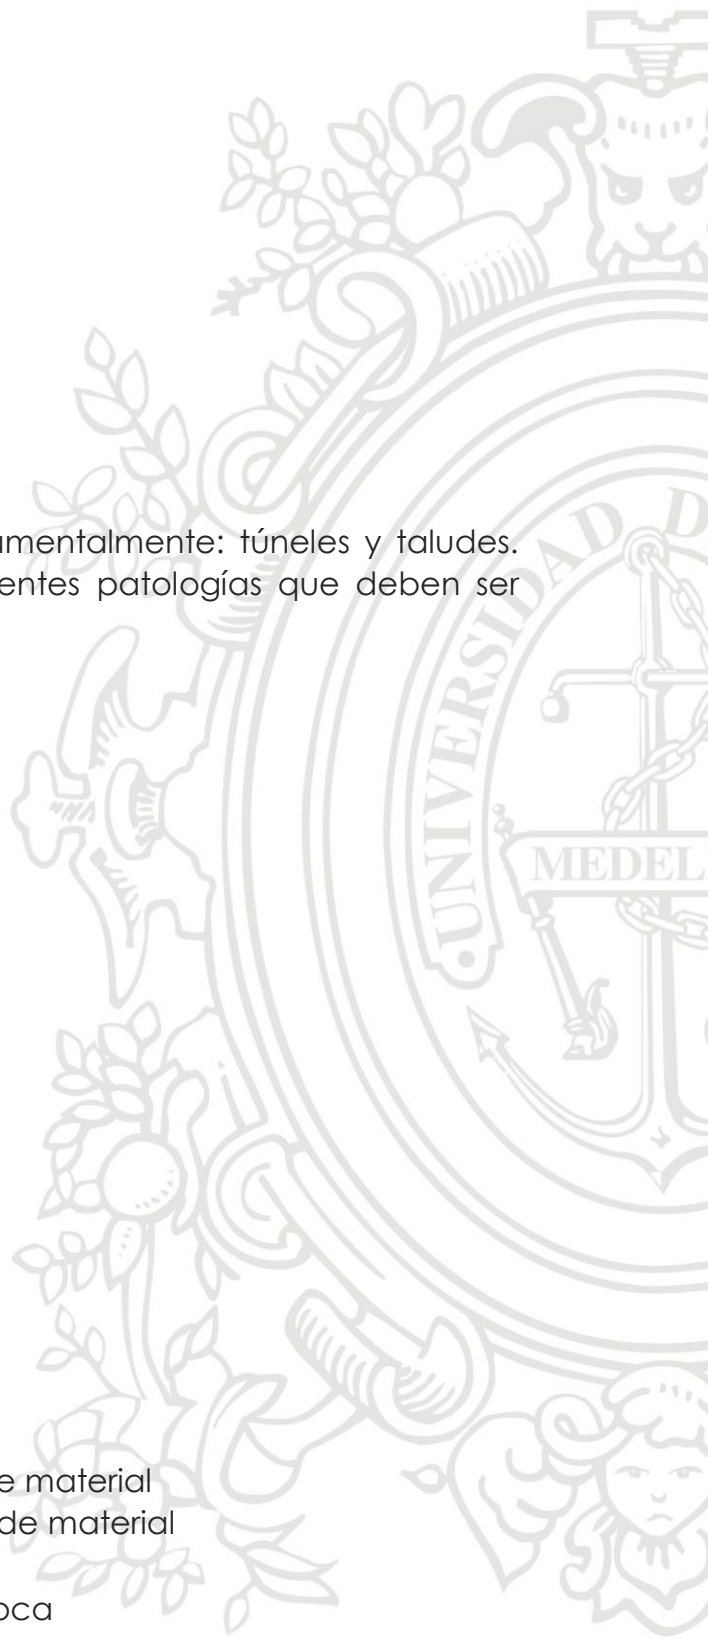 UNIVERSIDAD D
MEDEL
amentalmente: túneles y taludes.
entes patologías que deben ser
e material
de material
oca